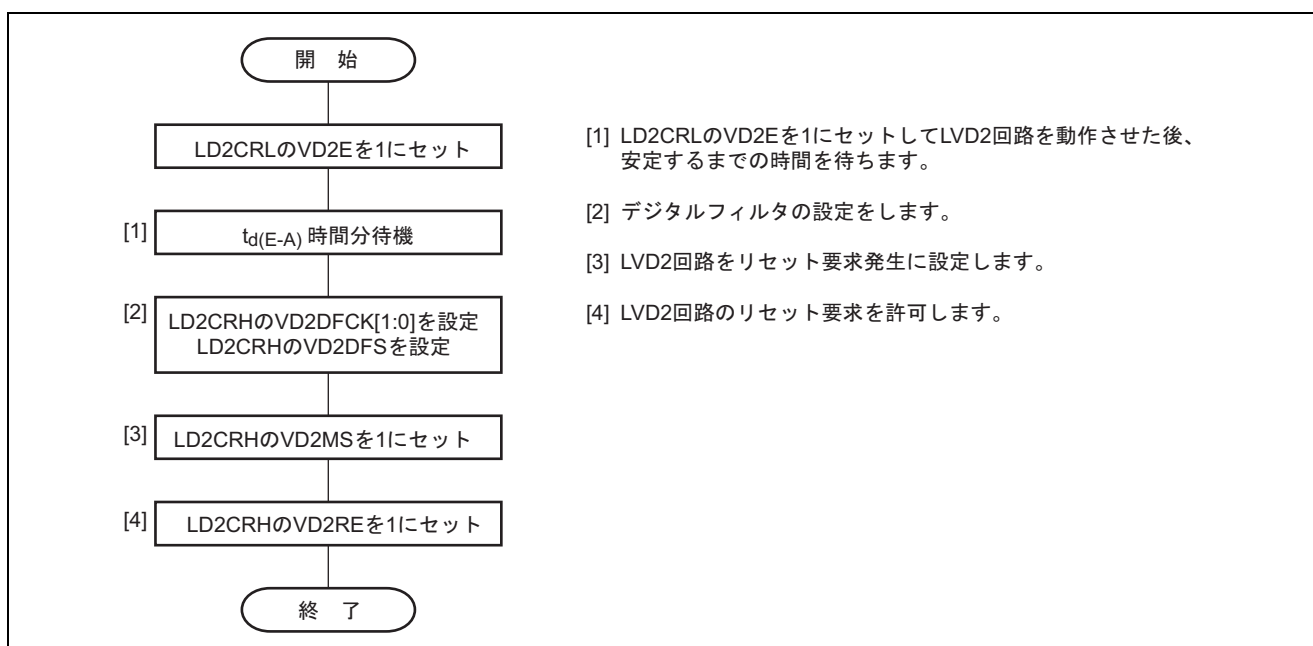 開 始
LD2CRLのVD2Eを1にセット
[1]
td(E-A) 時間分待機
[2]
LD2CRHのVD2DFCK[1:0]を設定
LD2CRHのVD2DFSを設定
[3]
LD2CRHのVD2MSを1にセット
[4]
LD2CRHのVD2REを1にセット
終 了
[1] LD2CRLのVD2Eを1にセットしてLVD2回路を動作させた後、
安定するまでの時間を待ちます。
[2] デジタルフィルタの設定をします。
[3] LVD2回路をリセット要求発生に設定します。
[4] LVD2回路のリセット要求を許可します。